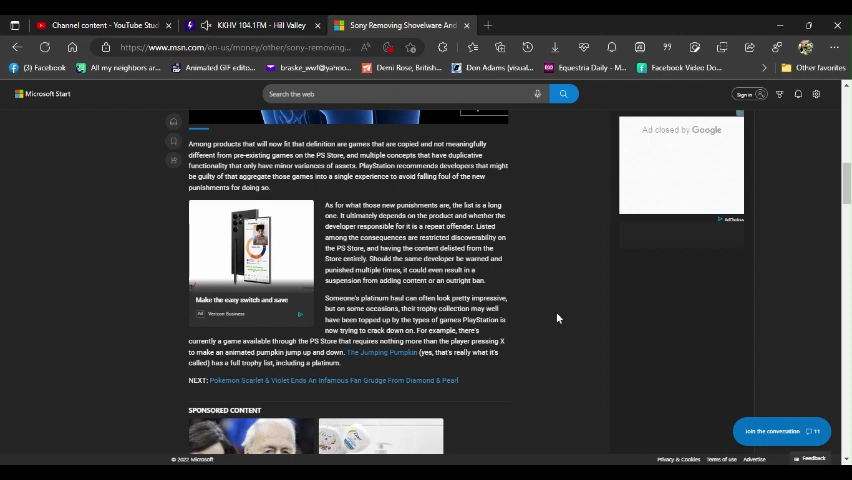 Channel content - YouTube Stud
KKHV 104.1FM - Hill Valley
Sony Removing Shovelware And
https://www.msn.com/en-us/money/other/sony-removing...
(3) Facebook
All my neighbors are...
Animated GIF editor...
braske_wwf@yahoo...
Demi Rose, British...
Don Adams (visual...
Equestria Daily - M...
Facebook Video Do...
Other favorites
Microsoft Start
Search the web
Sign in
Among products that will now fit that definition are games that are copied and not meaningfully
different from pre-existing games on the PS Store, and multiple concepts that have duplicative
functionality that only have minor variances of assets. PlayStation recommends developers that might
be guilty of that aggregate those games into a single experience to avoid falling foul of the new
punishments for doing so.
Ad closed by Google
As for what those new punishments are, the list is a long
one. It ultimately depends on the product and whether the
developer responsible for it is a repeat offender. Listed
among the consequences are restricted discoverability on
the PS Store, and having the content delisted from the
Store entirely. Should the same developer be warned and
punished multiple times, it could even result in a
suspension from adding content or an outright ban.
Make the easy switch and save
Ad Verizon Business
Someone's platinum haul can often look pretty impressive,
but on some occasions, their trophy collection may well
have been topped up by the types of games PlayStation is
now trying to crack down on. For example, there's
currently a game available through the PS Store that requires nothing more than the player pressing X
to make an animated pumpkin jump up and down. The Jumping Pumpkin (yes, that's really what it's
called) has a full trophy list, including a platinum.
NEXT: Pokemon Scarlet & Violet Ends An Infamous Fan Grudge From Diamond & Pearl
SPONSORED CONTENT
Join the conversation 11
© 2022 Microsoft
Privacy & Cookies
Terms of use
Advertise
Feedback